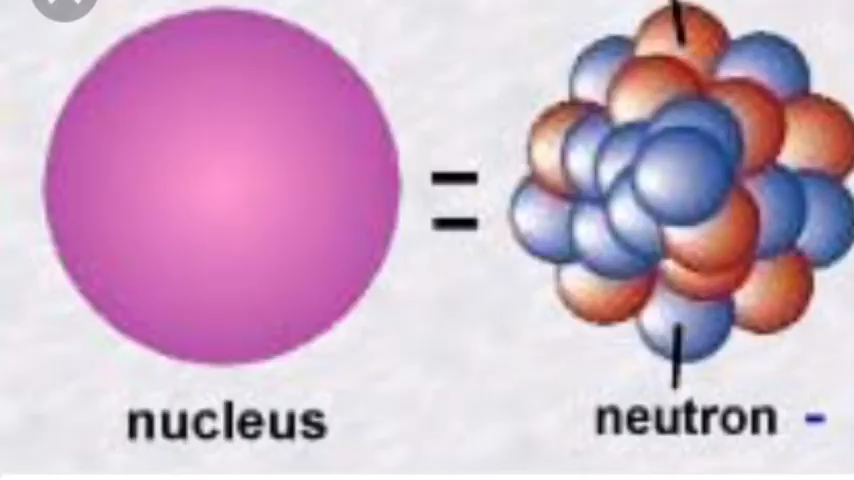 =
nucleus
neutron -